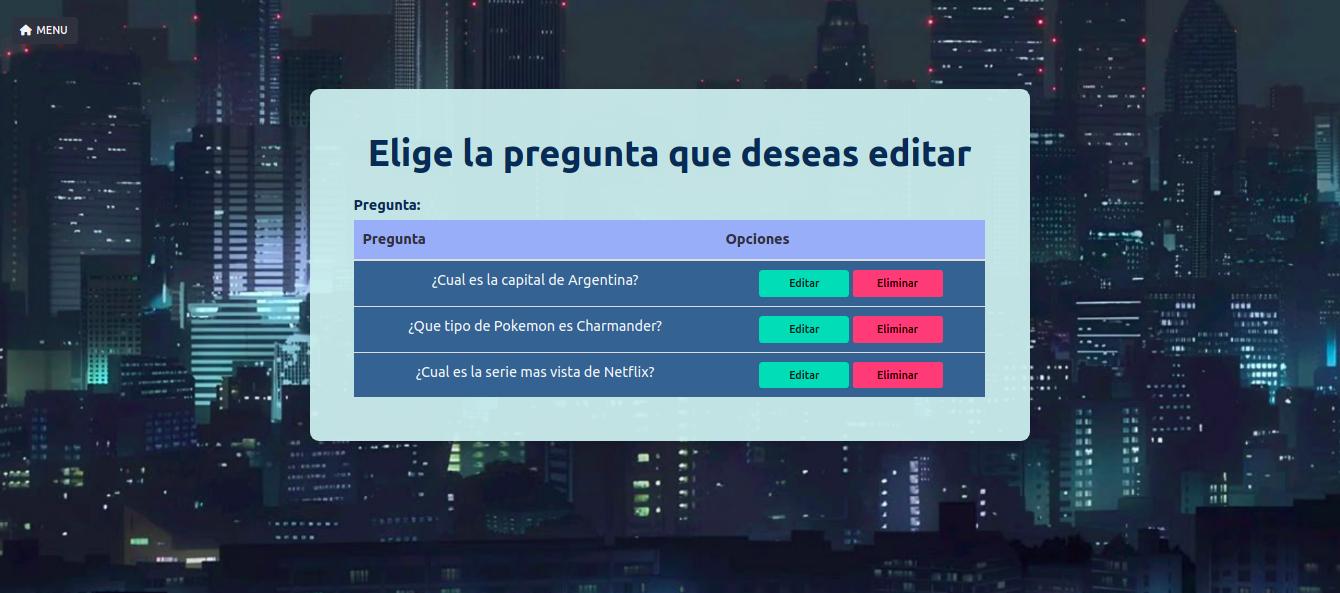 MENU
Elige la pregunta que deseas editar
Pregunta:
Pregunta Opciones
¿Cual es la capital de Argentina? Editar Eliminar
¿Que tipo de Pokemon es Charmander? Editar Eliminar
¿Cual es la serie mas vista de Netflix? Editar Eliminar